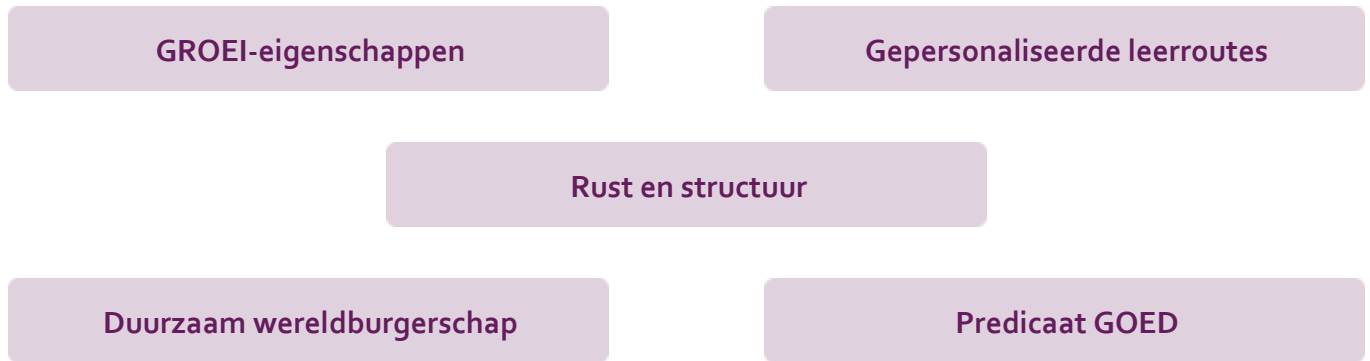 GROEI-eigenschappen
Gepersonaliseerde leerroutes
Rust en structuur
Duurzaam wereldburgerschap
Predicaat GOED